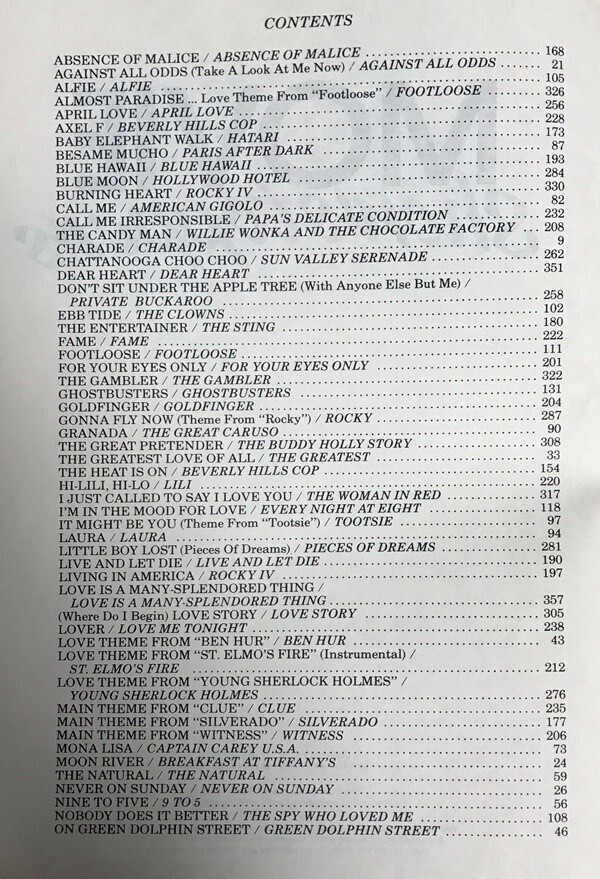 CONTENTS
ABSENCE OF MALICE / ABSENCE OF MALICE 168
AGAINST ALL ODDS (Take A Look At Me Now) / AGAINST ALL ODDS 21
ALFIE / ALFIE 105
ALMOST PARADISE ... Love Theme From "Footloose" / FOOTLOOSE 326
APRIL LOVE / APRIL LOVE 256
AXEL F / BEVERLY HILLS COP 228
BABY ELEPHANT WALK / HATARI 173
BESAME MUCHO / PARIS AFTER DARK 87
BLUE HAWAII / BLUE HAWAII 193
BLUE MOON / HOLLYWOOD HOTEL 284
BURNING HEART / ROCKY IV 330
CALL ME / AMERICAN GIGOLO 82
CALL ME IRRESPONSIBLE / PAPA'S DELICATE CONDITION 232
THE CANDY MAN / WILLIE WONKA AND THE CHOCOLATE FACTORY 208
CHARADE / CHARADE 9
CHATTANOOGA CHOO CHOO / SUN VALLEY SERENADE 262
DEAR HEART / DEAR HEART 351
DON'T SIT UNDER THE APPLE TREE (With Anyone Else But Me) /
PRIVATE BUCKAROO 258
EBB TIDE / THE CLOWNS 102
THE ENTERTAINER / THE STING 180
FAME / FAME 222
FOOTLOOSE / FOOTLOOSE 111
FOR YOUR EYES ONLY / FOR YOUR EYES ONLY 201
THE GAMBLER / THE GAMBLER 322
GHOSTBUSTERS / GHOSTBUSTERS 131
GOLDFINGER / GOLDFINGER 204
GONNA FLY NOW (Theme From "Rocky") / ROCKY 287
GRANADA / THE GREAT CARUSO 90
THE GREAT PRETENDER / THE BUDDY HOLLY STORY 308
THE GREATEST LOVE OF ALL / THE GREATEST 33
THE HEAT IS ON / BEVERLY HILLS COP 154
HI-LILI, HI-LO / LILI 220
I JUST CALLED TO SAY I LOVE YOU / THE WOMAN IN RED 317
I'M IN THE MOOD FOR LOVE / EVERY NIGHT AT EIGHT 118
IT MIGHT BE YOU (Theme From "Tootsie") / TOOTSIE 97
LAURA / LAURA 94
LITTLE BOY LOST (Pieces Of Dreams) / PIECES OF DREAMS 281
LIVE AND LET DIE / LIVE AND LET DIE 190
LIVING IN AMERICA / ROCKY IV 197
LOVE IS A MANY-SPLENDORED THING /
LOVE IS A MANY-SPLENDORED THING 357
(Where Do I Begin) LOVE STORY / LOVE STORY 305
LOVER / LOVE ME TONIGHT 238
LOVE THEME FROM "BEN HUR" / BEN HUR 43
LOVE THEME FROM "ST. ELMO'S FIRE" (Instrumental) /
ST. ELMO'S FIRE 212
LOVE THEME FROM "YOUNG SHERLOCK HOLMES" /
YOUNG SHERLOCK HOLMES 276
MAIN THEME FROM "CLUE" / CLUE 235
MAIN THEME FROM "SILVERADO" / SILVERADO 177
MAIN THEME FROM "WITNESS" / WITNESS 206
MONA LISA / CAPTAIN CAREY U.S.A. 73
MOON RIVER / BREAKFAST AT TIFFANY'S 24
THE NATURAL / THE NATURAL 59
NEVER ON SUNDAY / NEVER ON SUNDAY 26
NINE TO FIVE / 9 TO 5 56
NOBODY DOES IT BETTER / THE SPY WHO LOVED ME 108
ON GREEN DOLPHIN STREET / GREEN DOLPHIN STREET 46